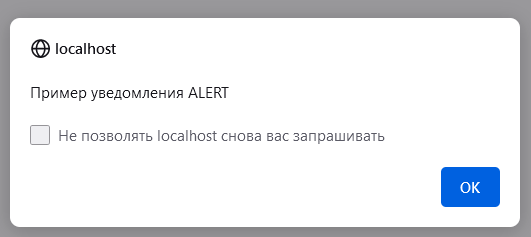 localhost
Пример уведомления ALERT
Не позволять localhost снова вас запрашивать
OK